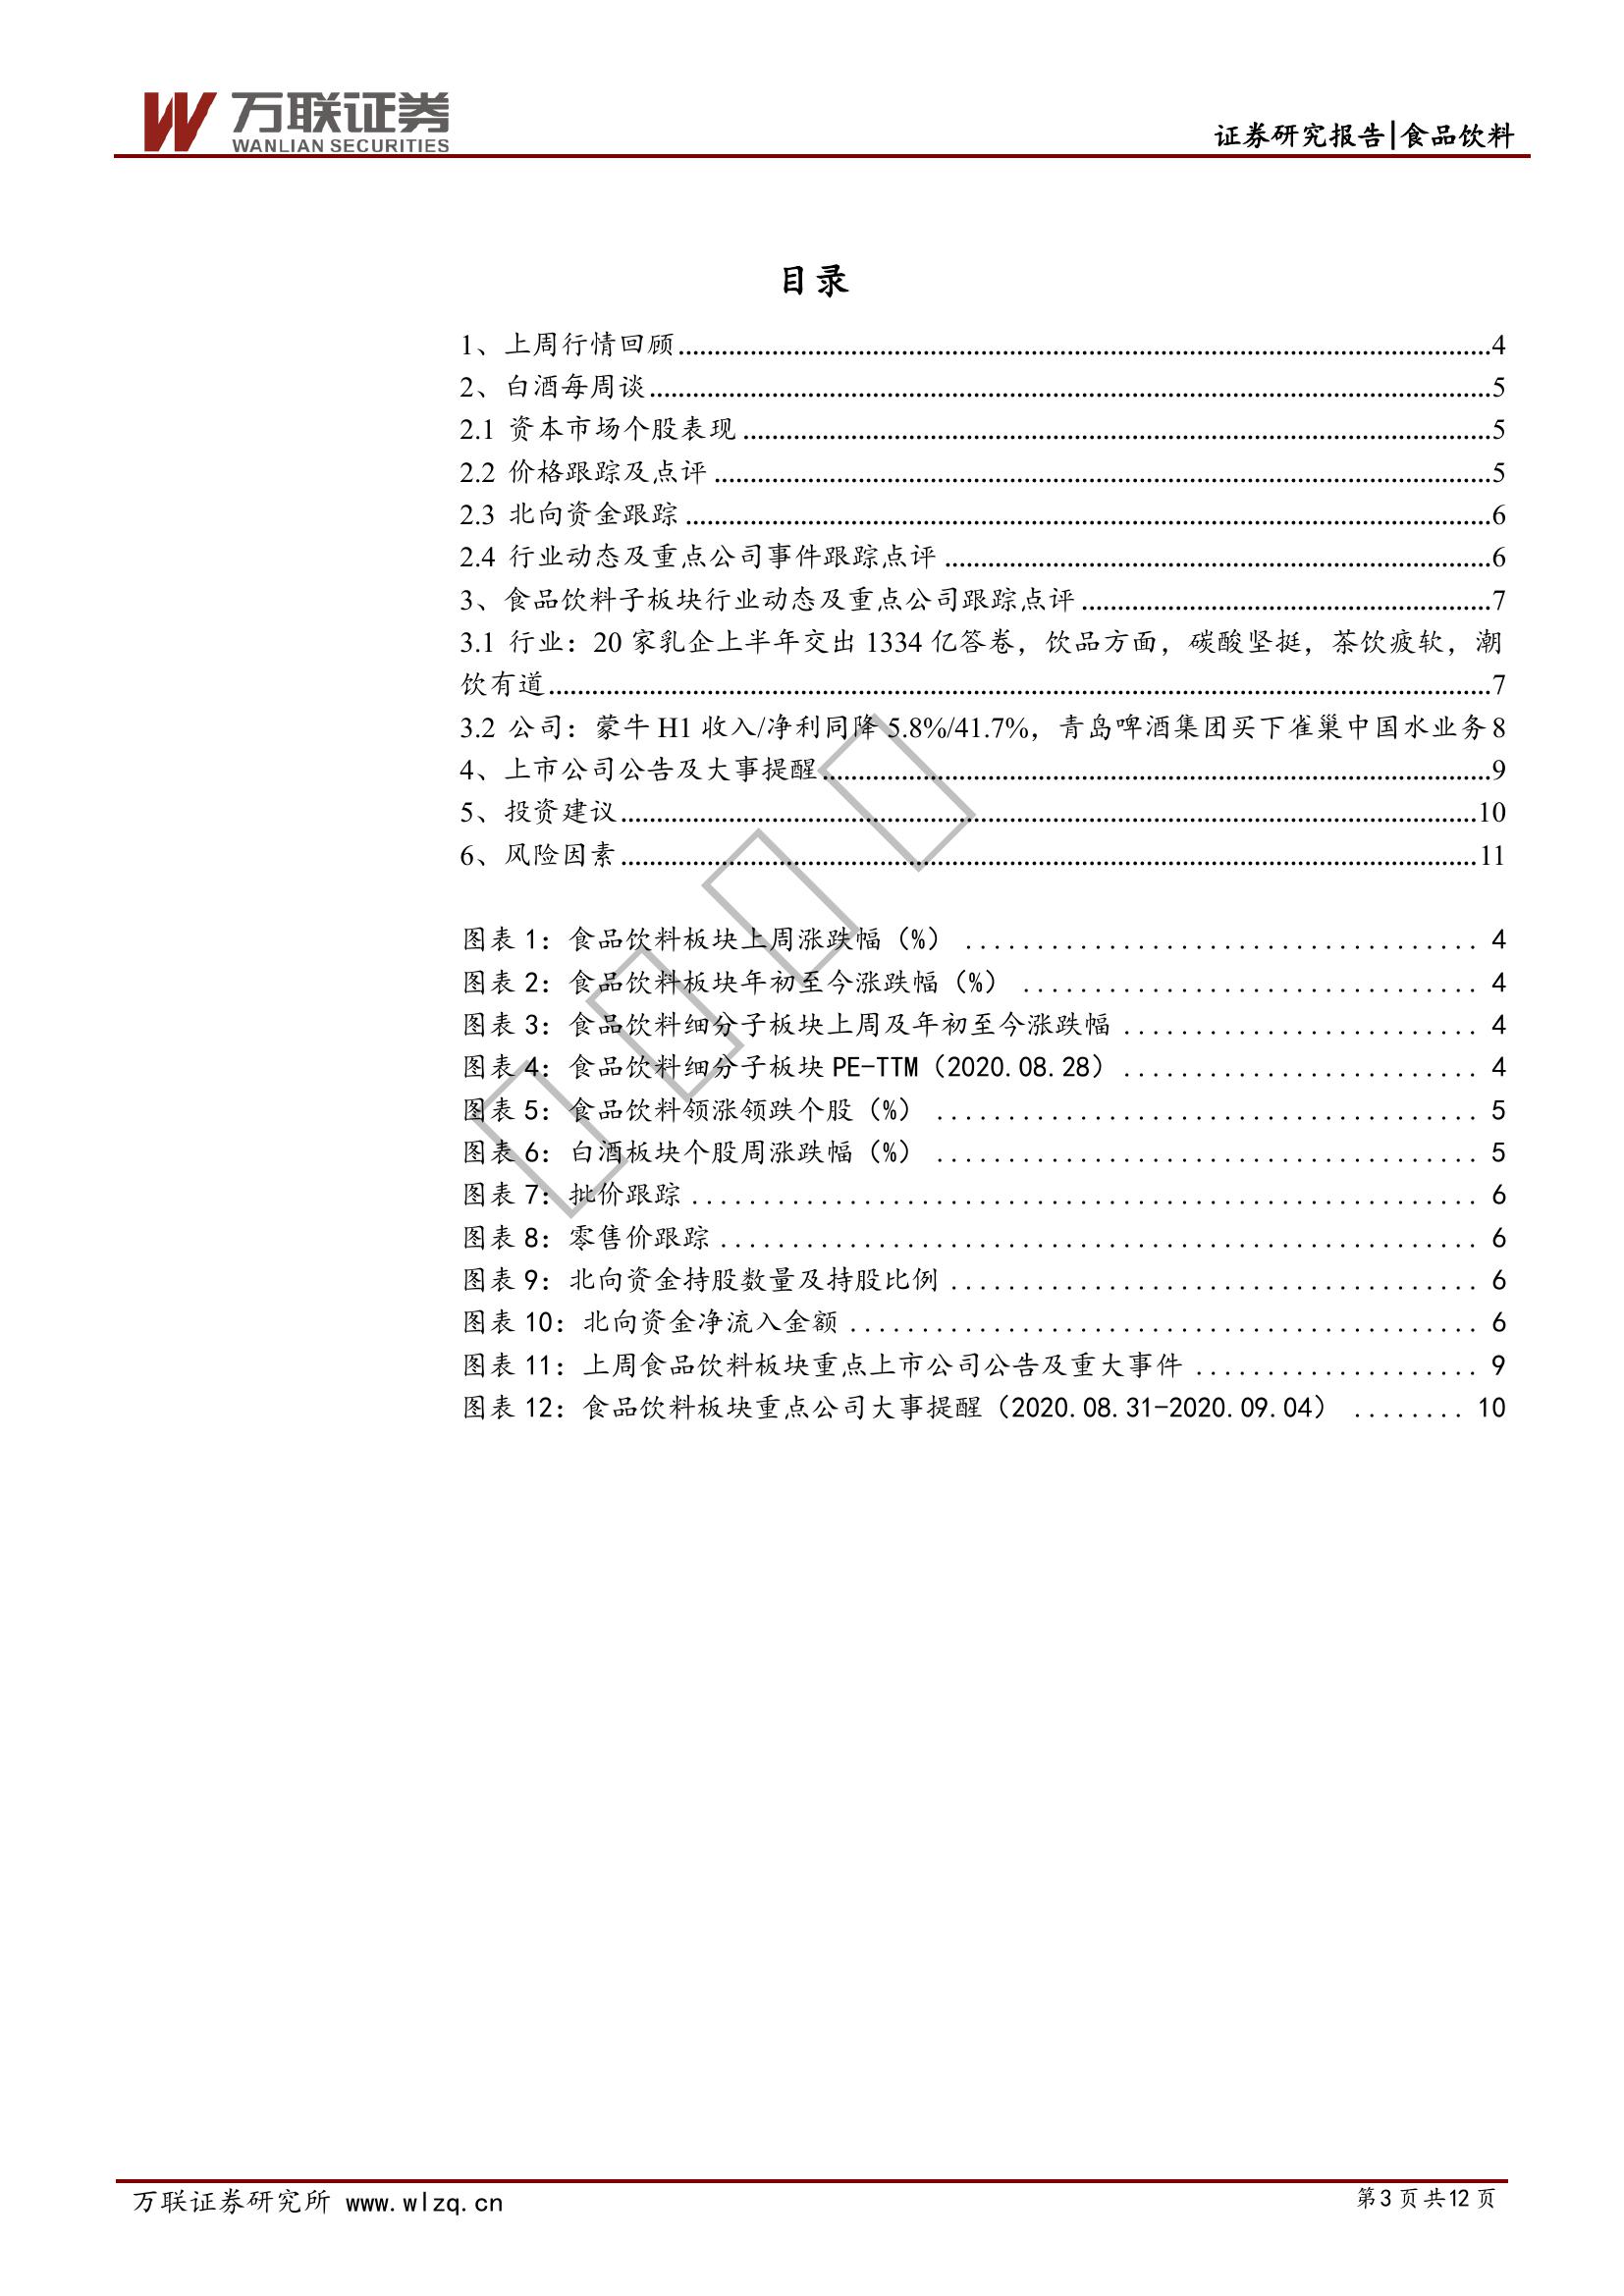 万联证券
WANLIAN SECURITIES
证券研究报告|食品饮料
目录
1、上周行情回顾........................................4
2、白酒每周谈........................................5
2.1 资本市场个股表现........................................5
2.2 价格跟踪及点评........................................5
2.3 北向资金跟踪........................................6
2.4 行业动态及重点公司事件跟踪点评........................................6
3、食品饮料子板块行业动态及重点公司跟踪点评........................................7
3.1 行业：20 家乳企上半年交出 1334 亿答卷，饮品方面，碳酸坚挺，茶饮疲软，潮
饮有道........................................7
3.2 公司：蒙牛 H1 收入/净利同降 5.8%/41.7%，青岛啤酒集团买下雀巢中国水业务 8
4、上市公司公告及大事提醒........................................9
5、投资建议........................................10
6、风险因素........................................11
图表 1：食品饮料板块上周涨跌幅（%） ........................................ 4
图表 2：食品饮料板块年初至今涨跌幅（%） ........................................ 4
图表 3：食品饮料细分子板块上周及年初至今涨跌幅 ........................................ 4
图表 4：食品饮料细分子板块 PE-TTM（2020.08.28） ........................................ 4
图表 5：食品饮料领涨领跌个股（%） ........................................ 5
图表 6：白酒板块个股周涨跌幅（%） ........................................ 5
图表 7：批价跟踪 ........................................ 6
图表 8：零售价跟踪 ........................................ 6
图表 9：北向资金持股数量及持股比例 ........................................ 6
图表 10：北向资金净流入金额 ........................................ 6
图表 11：上周食品饮料板块重点上市公司公告及重大事件 .................... 9
图表 12：食品饮料板块重点公司大事提醒（2020.08.31-2020.09.04） ........ 10
万联证券研究所 www.wlzq.cn
第 3 页 共 12 页